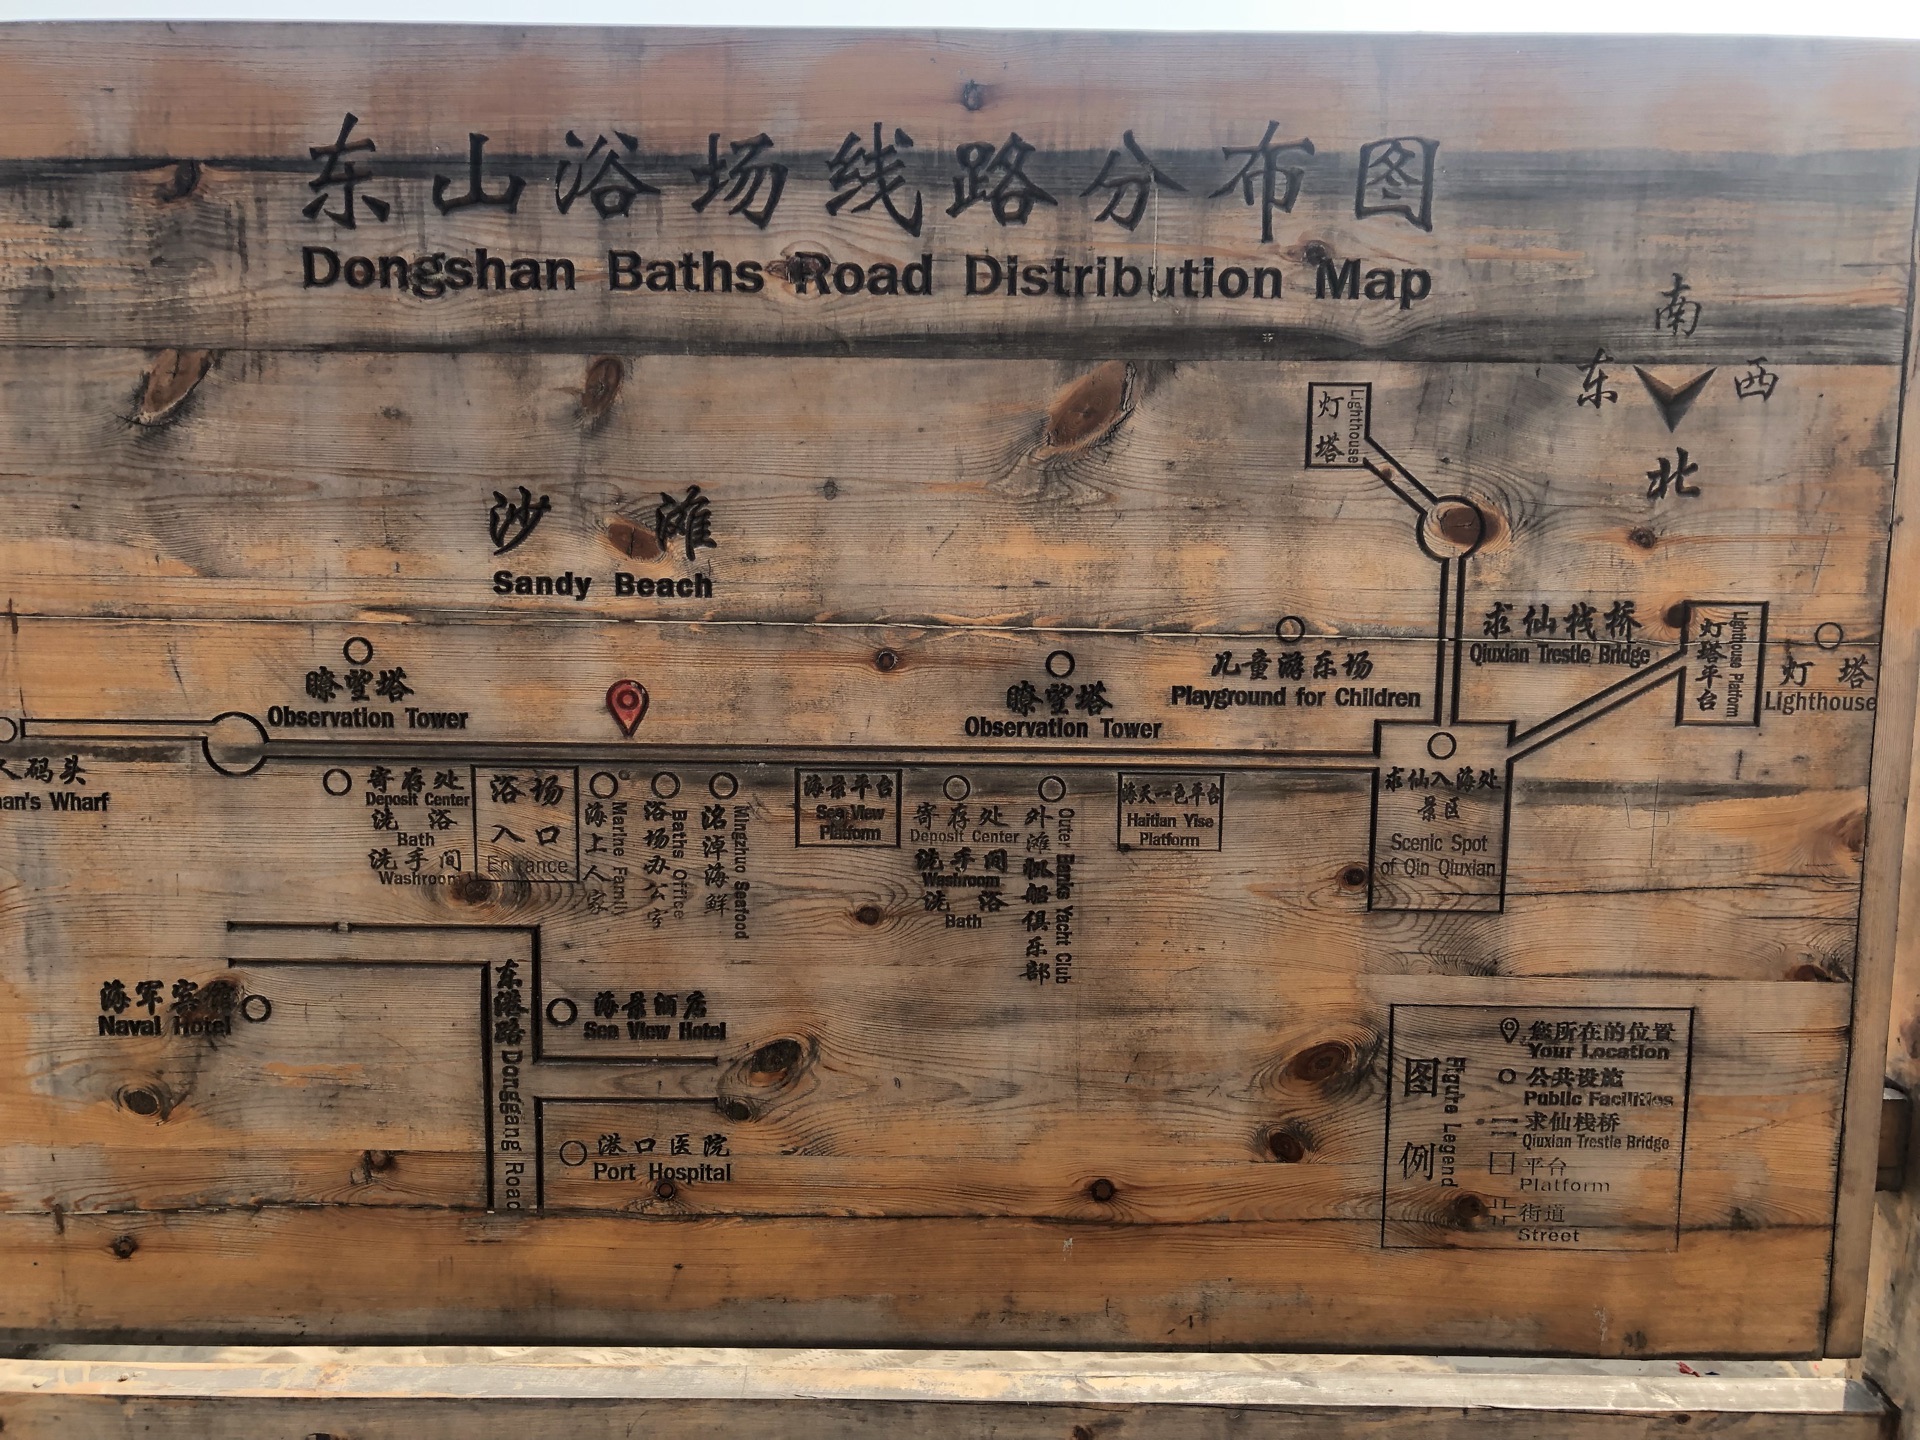 东山浴场线路分布图
Dongshan Baths Road Distribution Map
南
东 西
北
灯塔
Lighthouse
沙滩
Sandy Beach
瞭望塔
Observation Tower
瞭望塔
Observation Tower
儿童游乐场
Playground for Children
求仙栈桥
Qiuxian Trestle Bridge
灯塔平台
Lighthouse Platform
灯塔
Lighthouse
人码头
an's Wharf
寄存处
Deposit Center
洗浴
Bath
洗手间
Washroom
浴场
入口
Entrance
海上人家
Marine Family
浴场办公室
Baths Office
洺淖海鲜
Mingzhuo Seafood
海景平台
Sea View
Platform
寄存处
Deposit Center
洗手间
Washroom
洗浴
Bath
外滩帆船俱乐部
Outer Banks Yacht Club
海天一色平台
Haitian Yise
Platform
求仙入海处
景区
Scenic Spot
of Qin Qiuxian
海军宾馆
Naval Hotel
东港路
Donggang Road
海景酒店
Sea View Hotel
港口医院
Port Hospital
图例
Figure Legend
您所在的位置
Your Location
公共设施
Public Facilities
求仙栈桥
Qiuxian Trestle Bridge
平台
Platform
街道
Street